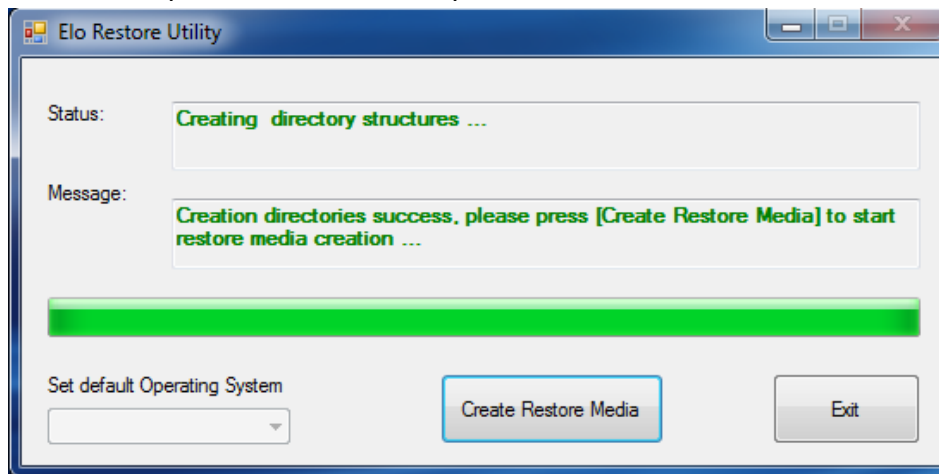 Elo Restore Utility
Status:
Creating directory structures ...
Message:
Creation directories success, please press [Create Restore Media] to start
restore media creation ...
Set default Operating System
Create Restore Media
Exit